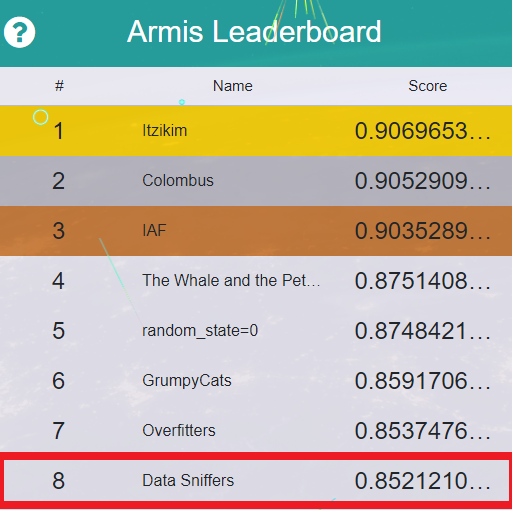 ?
Armis Leaderboard
# Name Score
1 Itzikim 0.9069653...
2 Colombus 0.9052909...
3 IAF 0.9035289...
4 The Whale and the Pet... 0.8751408...
5 random_state=0 0.8748421...
6 GrumpyCats 0.8591706...
7 Overfitters 0.8537476...
8 Data Sniffers 0.8521210...